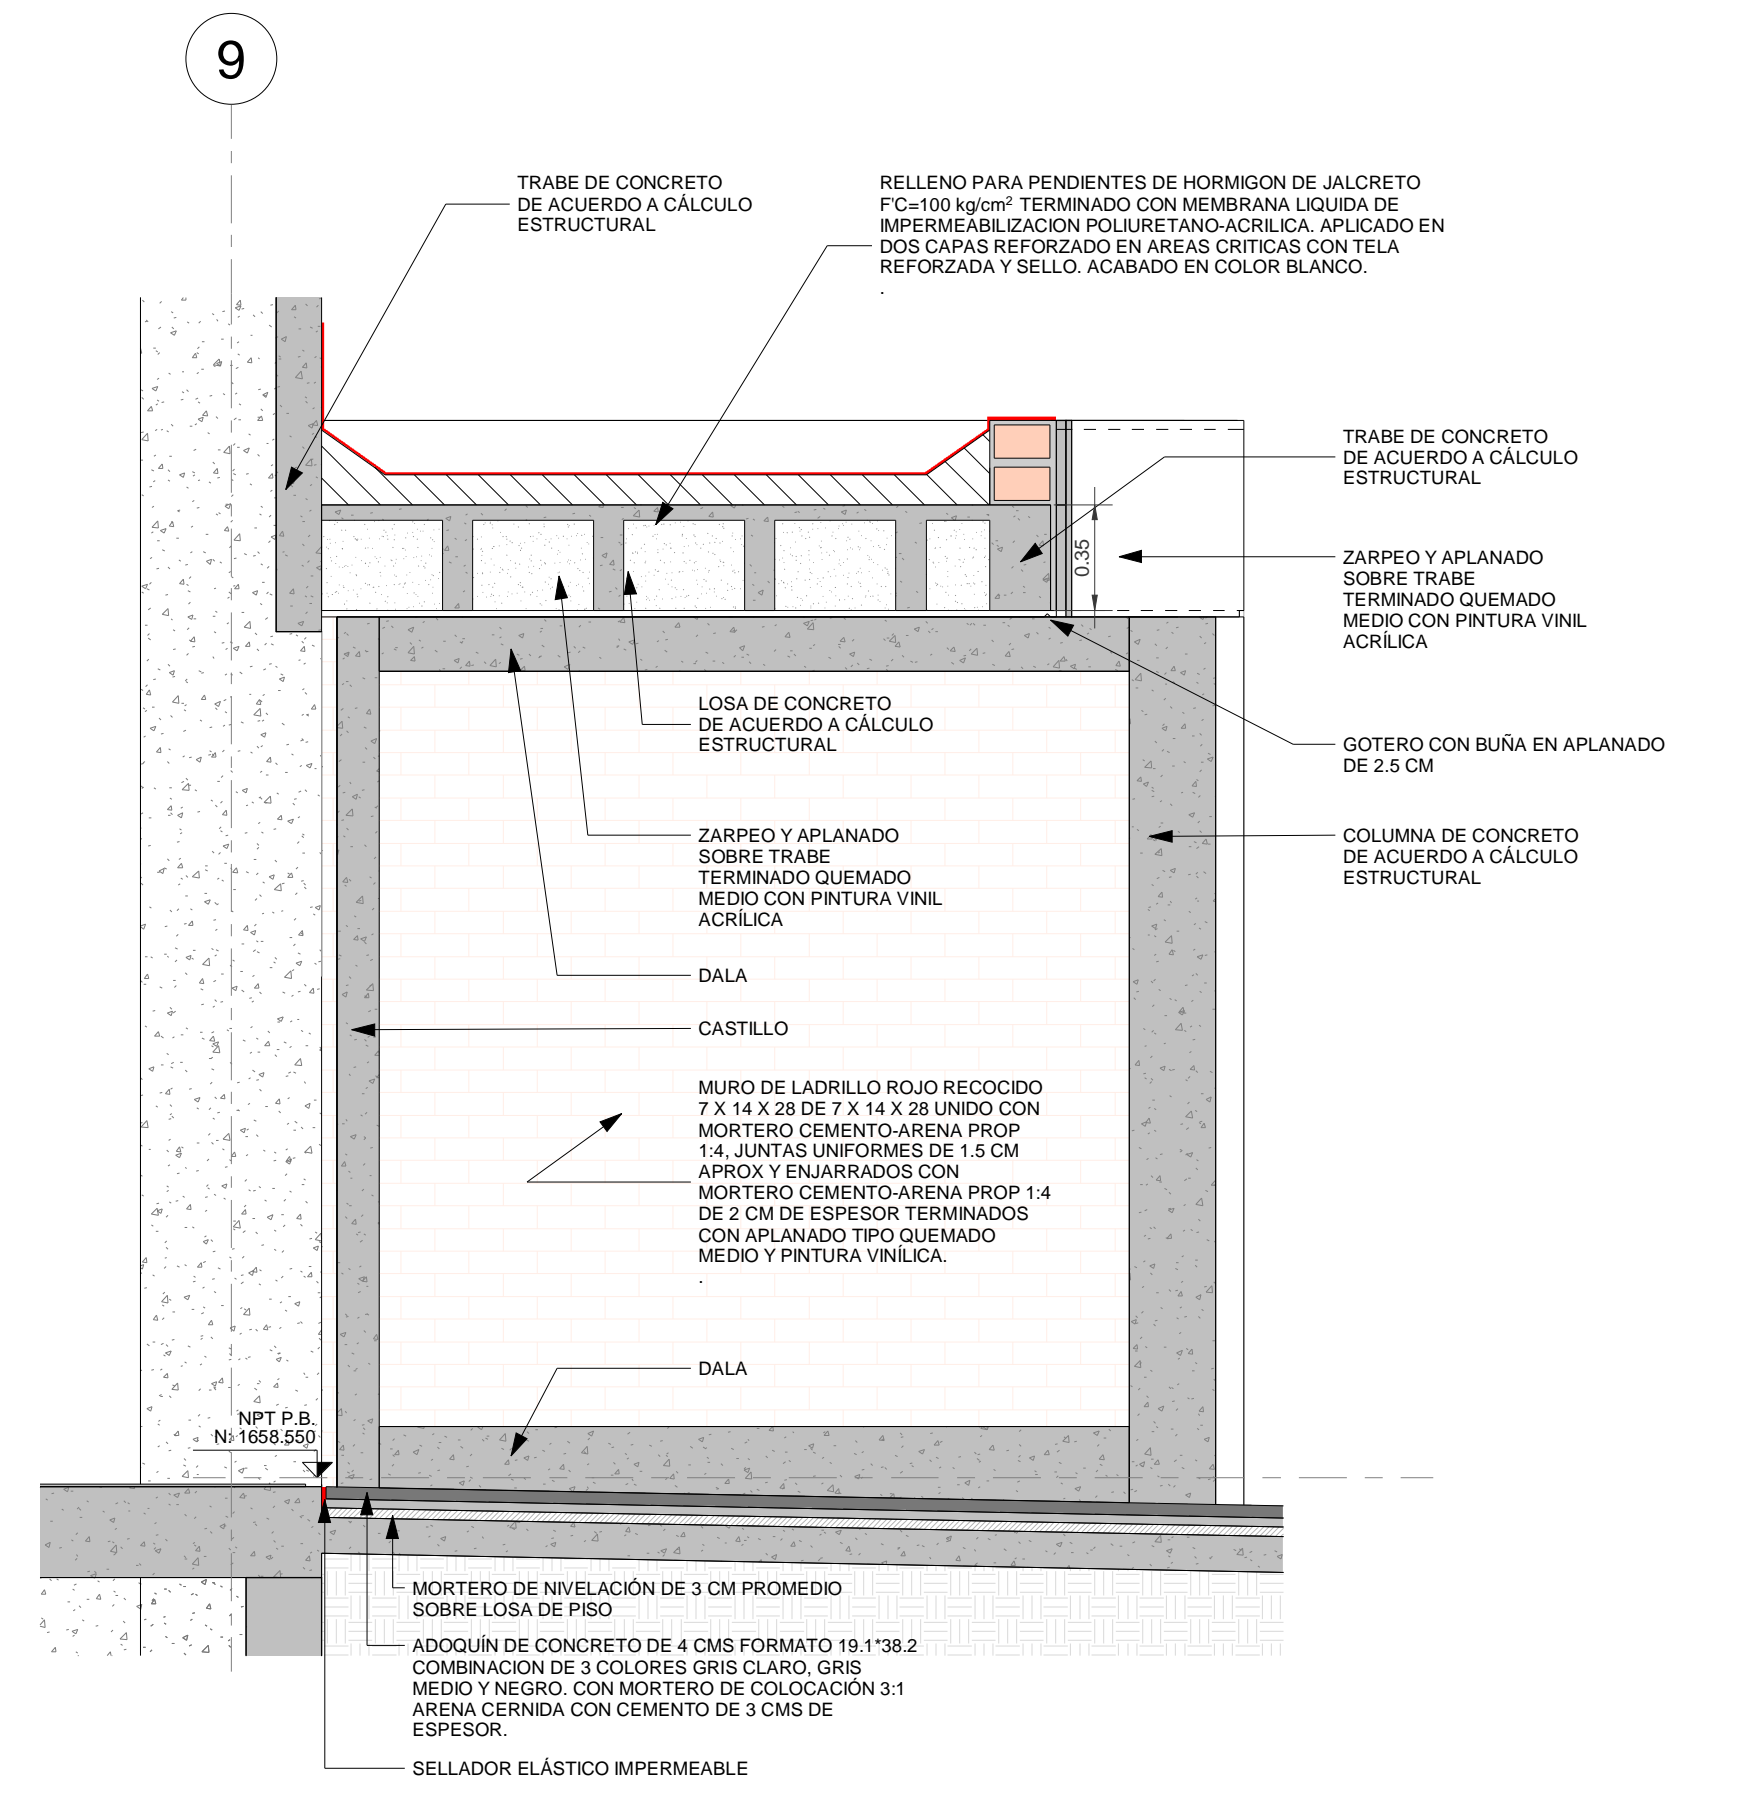 9
TRABE DE CONCRETO
DE ACUERDO A CÁLCULO
ESTRUCTURAL
RELLENO PARA PENDIENTES DE HORMIGON DE JALCRETO
F'C=100 kg/cm² TERMINADO CON MEMBRANA LIQUIDA DE
IMPERMEABILIZACION POLIURETANO-ACRILICA. APLICADO EN
DOS CAPAS REFORZADO EN AREAS CRITICAS CON TELA
REFORZADA Y SELLO. ACABADO EN COLOR BLANCO.
.
TRABE DE CONCRETO
DE ACUERDO A CÁLCULO
ESTRUCTURAL
0.35
ZARPEO Y APLANADO
SOBRE TRABE
TERMINADO QUEMADO
MEDIO CON PINTURA VINIL
ACRÍLICA
LOSA DE CONCRETO
DE ACUERDO A CÁLCULO
ESTRUCTURAL
GOTERO CON BUÑA EN APLANADO
DE 2.5 CM
ZARPEO Y APLANADO
SOBRE TRABE
TERMINADO QUEMADO
MEDIO CON PINTURA VINIL
ACRÍLICA
COLUMNA DE CONCRETO
DE ACUERDO A CÁLCULO
ESTRUCTURAL
DALA
CASTILLO
MURO DE LADRILLO ROJO RECOCIDO
7 X 14 X 28 DE 7 X 14 X 28 UNIDO CON
MORTERO CEMENTO-ARENA PROP
1:4, JUNTAS UNIFORMES DE 1.5 CM
APROX Y ENJARRADOS CON
MORTERO CEMENTO-ARENA PROP 1:4
DE 2 CM DE ESPESOR TERMINADOS
CON APLANADO TIPO QUEMADO
MEDIO Y PINTURA VINÍLICA.
.
DALA
NPT P.B.
N: 1658.550
MORTERO DE NIVELACIÓN DE 3 CM PROMEDIO
SOBRE LOSA DE PISO
ADOQUÍN DE CONCRETO DE 4 CMS FORMATO 19.1*38.2
COMBINACION DE 3 COLORES GRIS CLARO, GRIS
MEDIO Y NEGRO. CON MORTERO DE COLOCACIÓN 3:1
ARENA CERNIDA CON CEMENTO DE 3 CMS DE
ESPESOR.
SELLADOR ELÁSTICO IMPERMEABLE